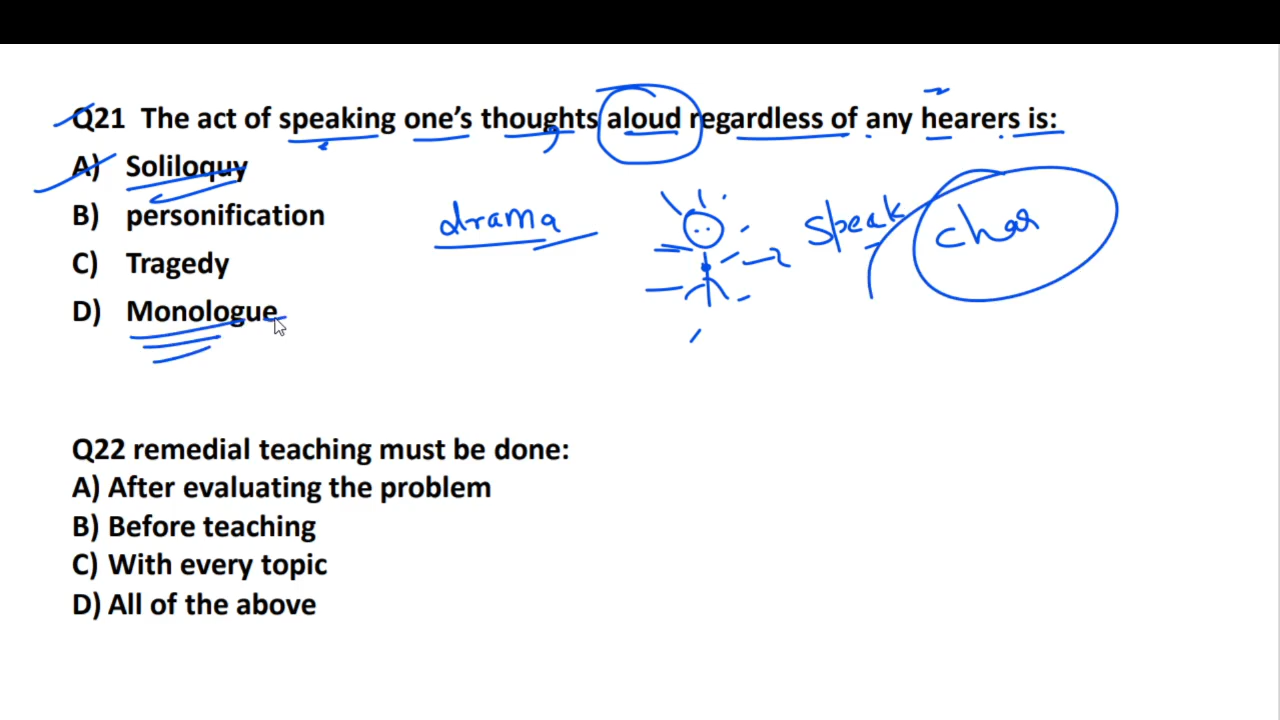 Q21 The act of speaking one's thoughts aloud regardless of any hearers is:
A) Soliloquy
B) personification
C) Tragedy
D) Monologue
drama
speak
char
Q22 remedial teaching must be done:
A) After evaluating the problem
B) Before teaching
C) With every topic
D) All of the above